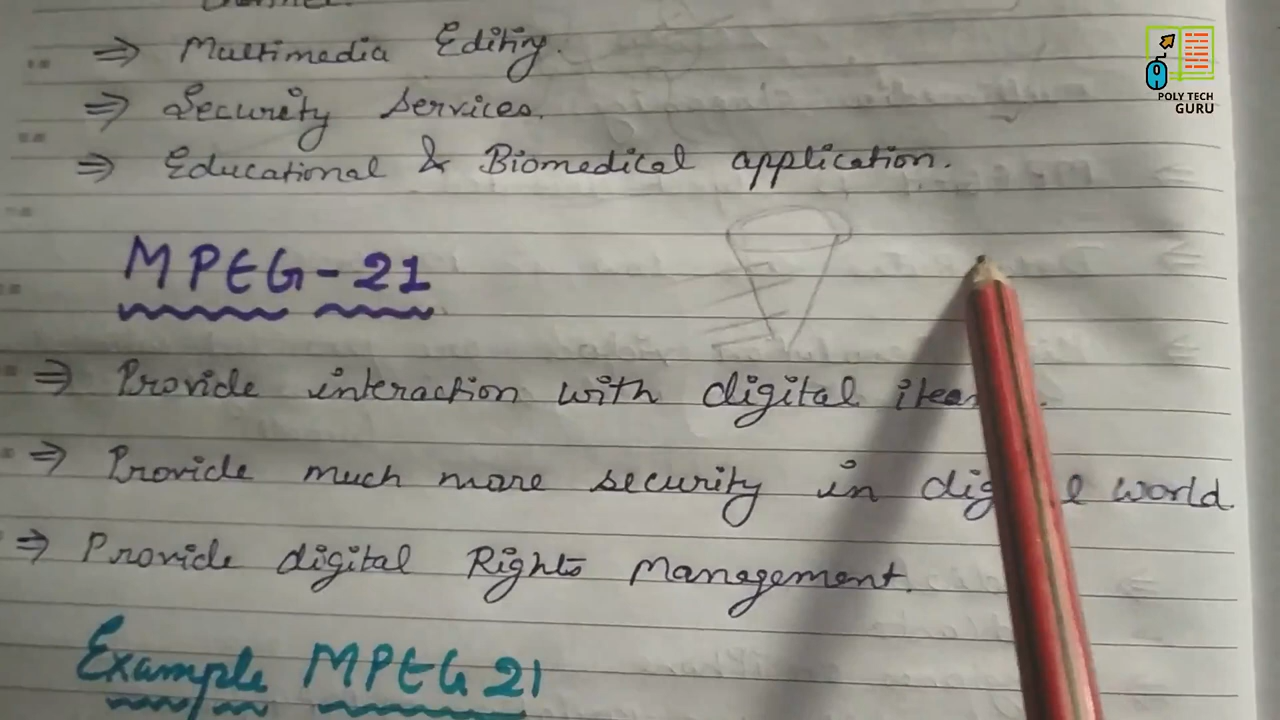 ⇒ Multimedia Editing.
⇒ Security Services.
⇒ Educational & Biomedical application.
MPEG-21
⇒ Provide interaction with digital
⇒ Provide much more security in world.
⇒ Provide digital Rights Management.
Example MPEG 21
POLY TECH
GURU